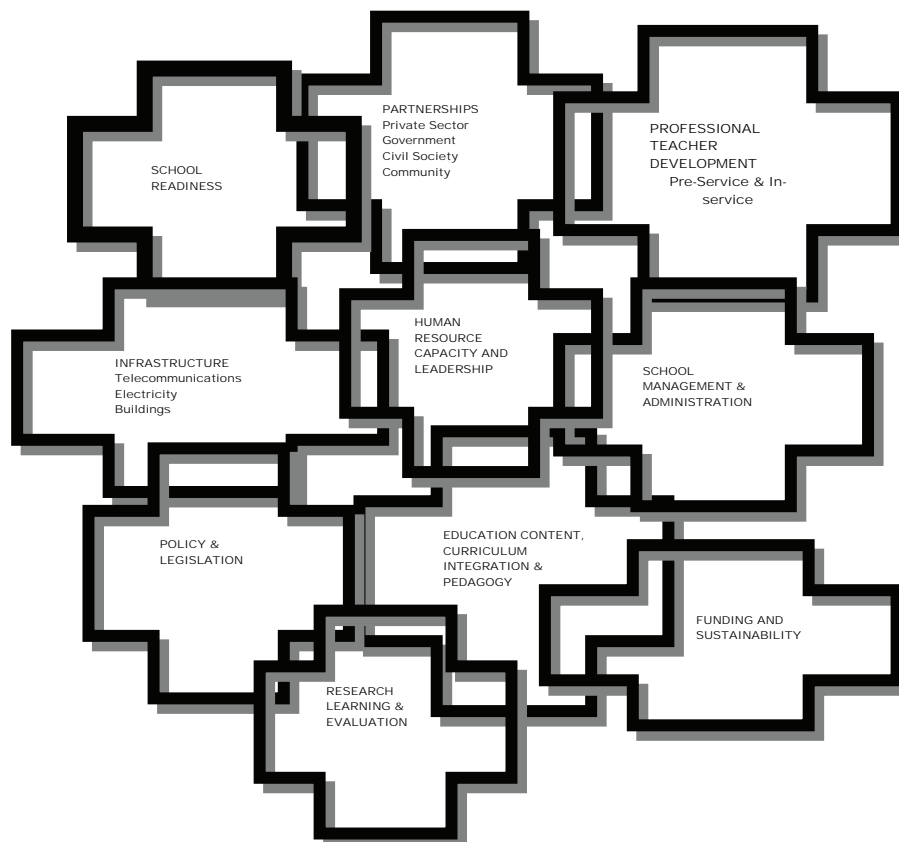 PARTNERSHIPS
Private Sector
Government
Civil Society
Community
PROFESSIONAL
TEACHER
DEVELOPMENT
Pre-Service & In-
service
SCHOOL
READINESS
HUMAN
RESOURCE
CAPACITY AND
LEADERSHIP
INFRASTRUCTURE
Telecommunications
Electricity
Buildings
SCHOOL
MANAGEMENT &
ADMINISTRATION
POLICY &
LEGISLATION
EDUCATION CONTENT,
CURRICULUM
INTEGRATION &
PEDAGOGY
FUNDING AND
SUSTAINABILITY
RESEARCH
LEARNING &
EVALUATION